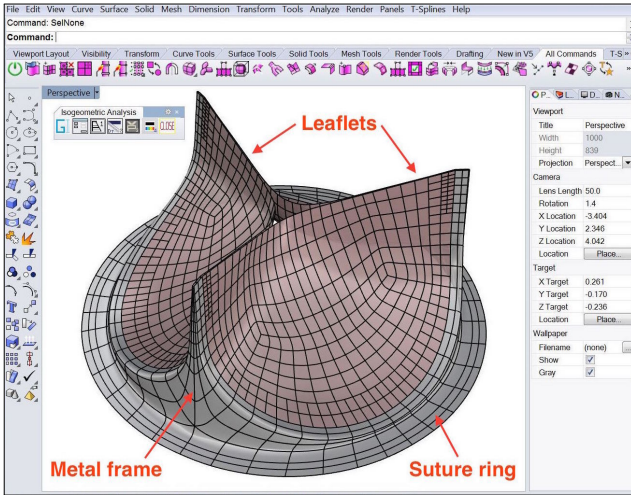 File Edit View Curve Surface Solid Mesh Dimension Transform Tools Analyze Render Panels T-Splines Help
Command: SelNone
Command:
Viewport Layout Visibility Transform Curve Tools Surface Tools Solid Tools Mesh Tools Render Tools Drafting New in V5 All Commands T-S
Perspective
Isogeometric Analysis
CLOSE
Leaflets
Metal frame
Suture ring
P... L... D... N...
Viewport
Title Perspective
Width 1000
Height 839
Projection Perspect...
Camera
Lens Length 50.0
Rotation 1.4
X Location -3.404
Y Location 2.346
Z Location 4.042
Location Place...
Target
X Target 0.261
Y Target -0.170
Z Target -0.236
Location Place...
Wallpaper
Filename (none) ...
Show
Gray